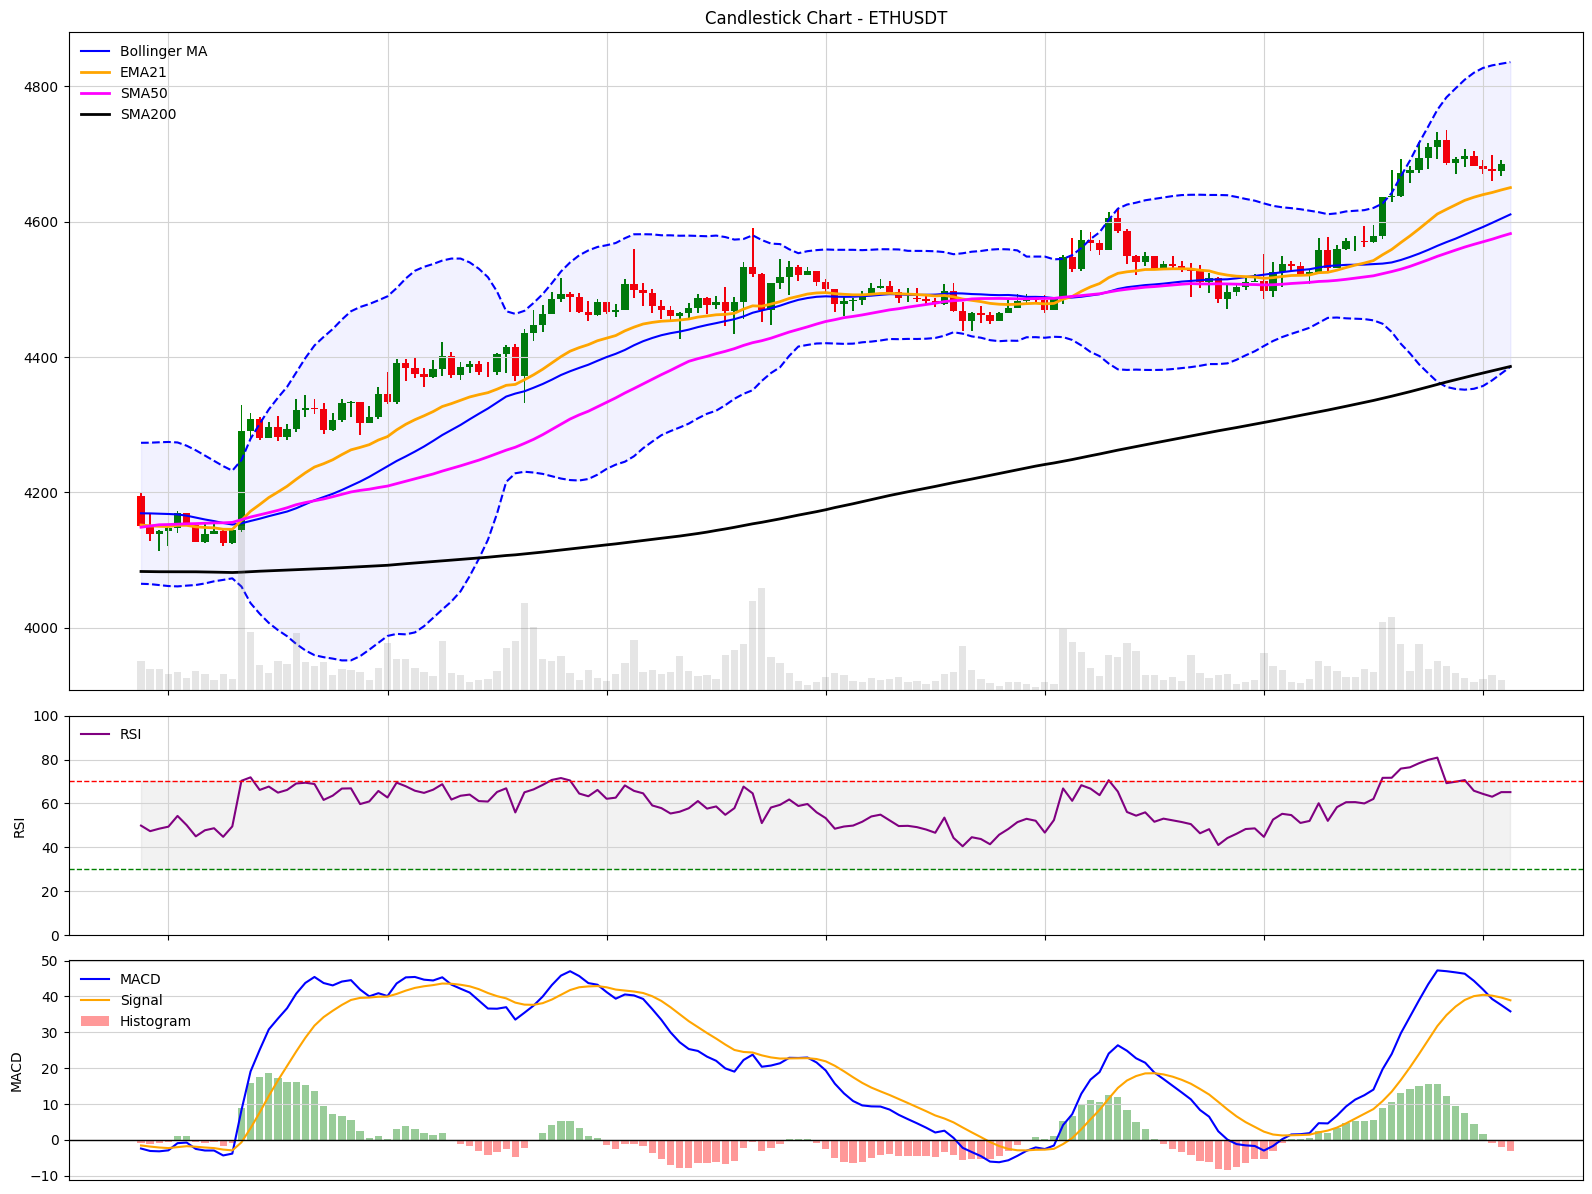 Candlestick Chart - ETHUSDT
Bollinger MA
EMA21
SMA50
SMA200
4800
4600
4400
4200
4000
RSI
100
80
60
40
20
0
RSI
MACD
Signal
Histogram
50
40
30
20
10
0
−10
MACD